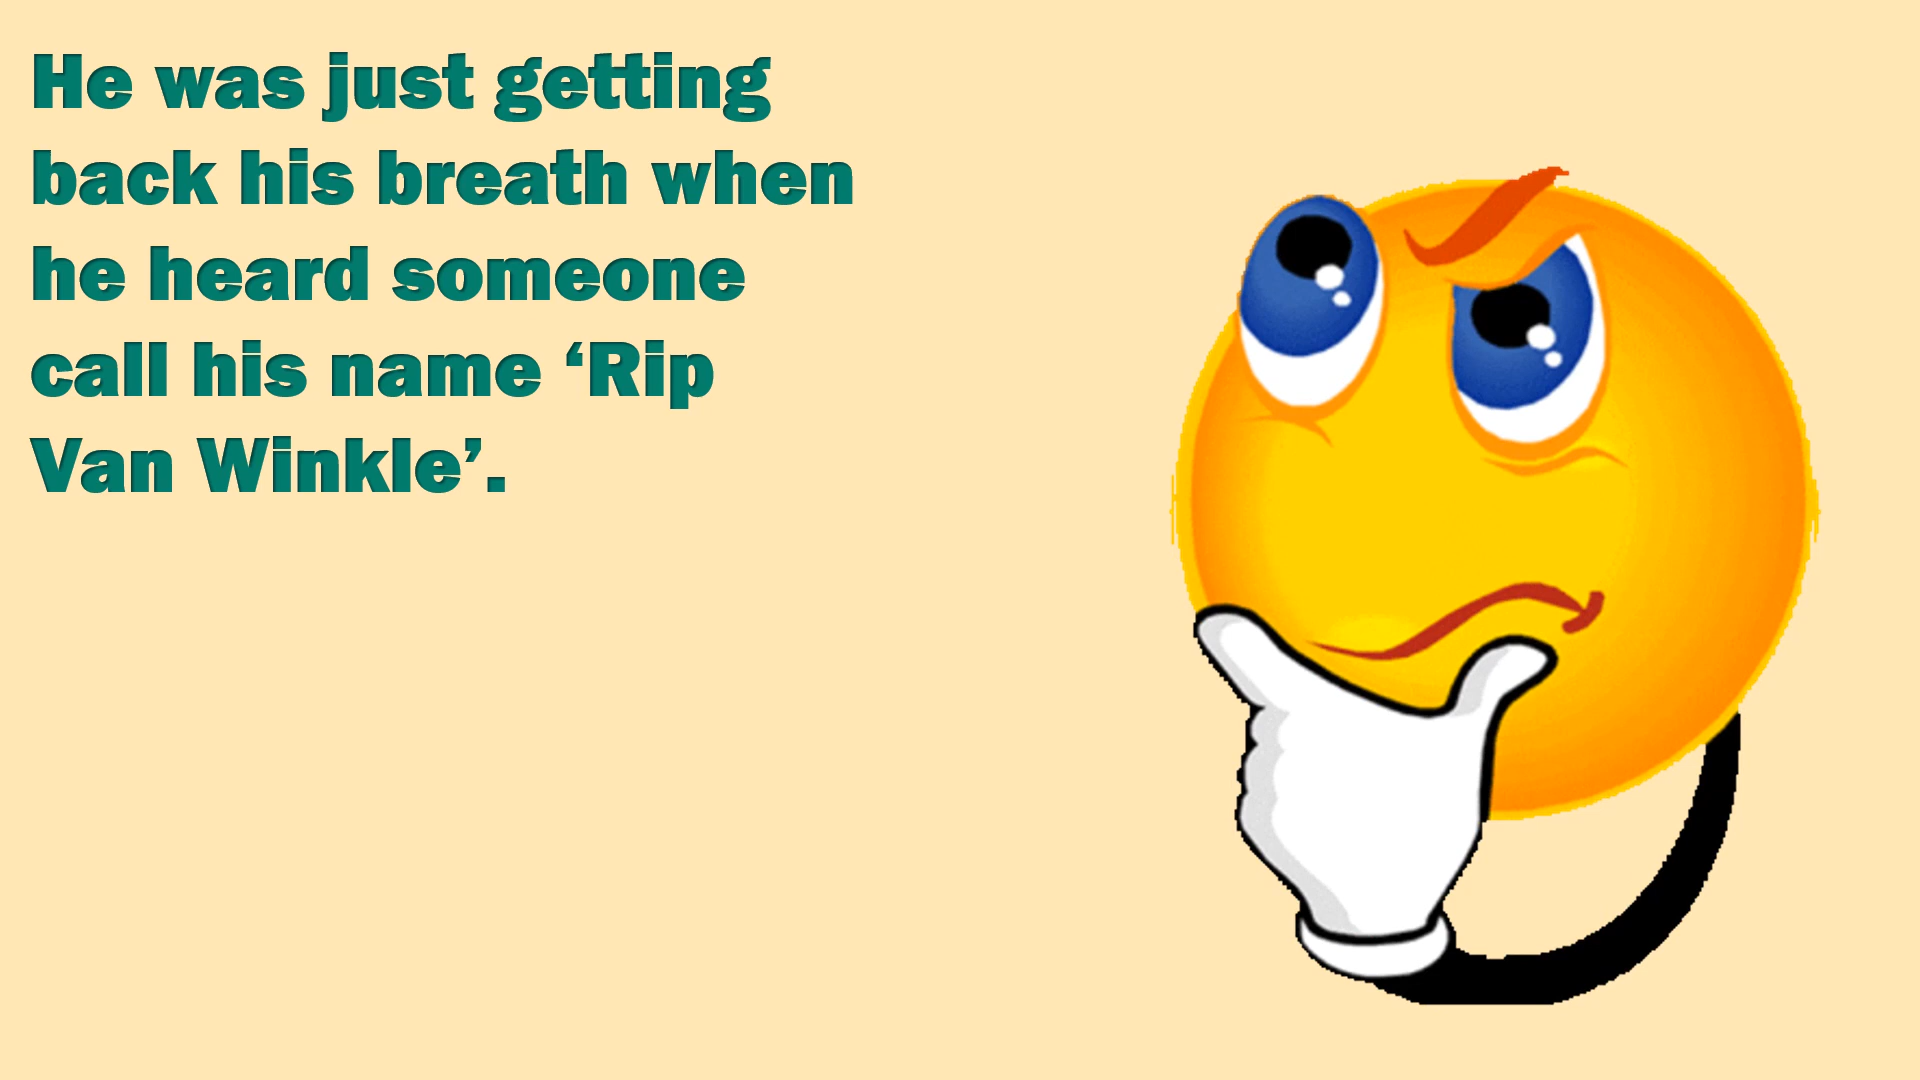 He was just getting
back his breath when
he heard someone
call his name ‘Rip
Van Winkle’.